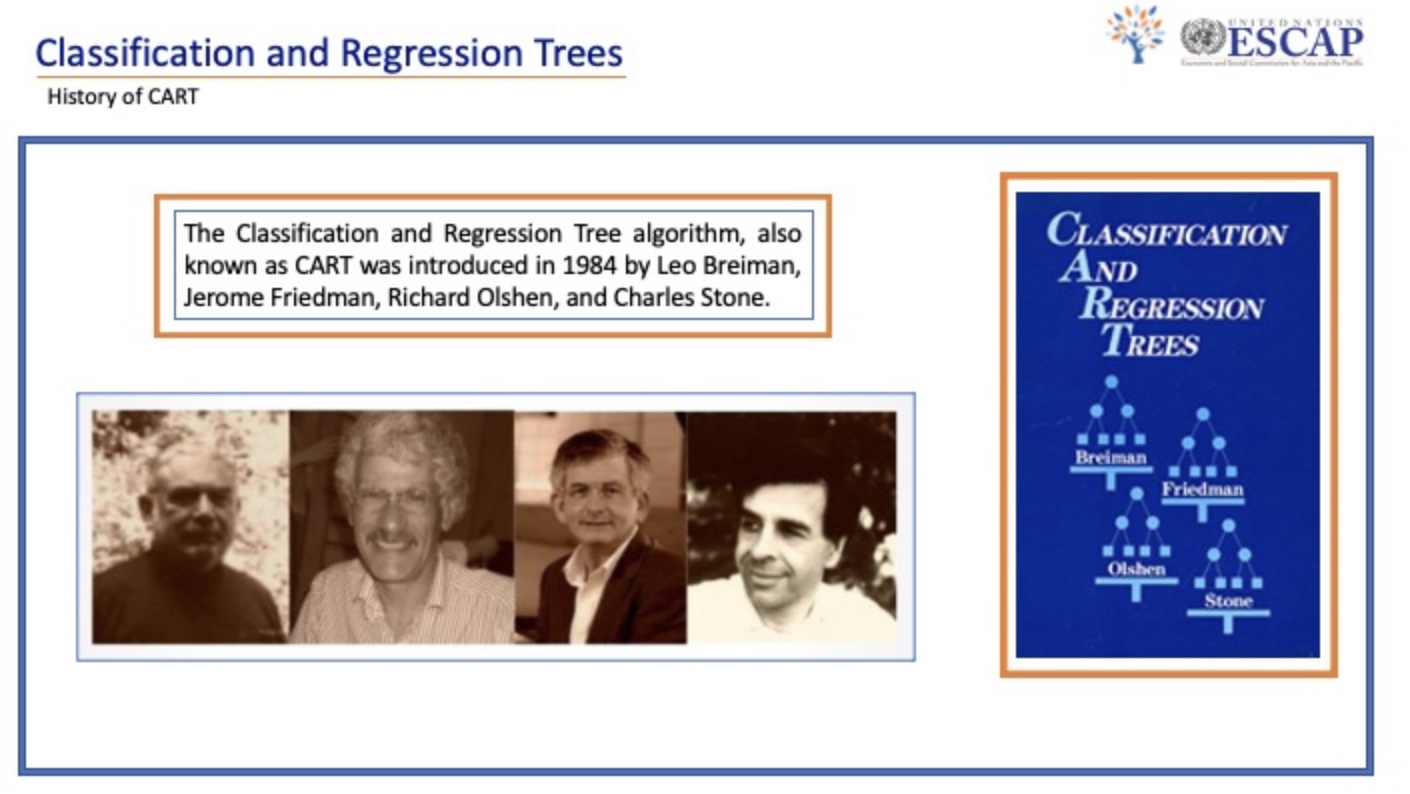 Classification and Regression Trees
History of CART
UNITED NATIONS
ESCAP
Economic and Social Commission for Asia and the Pacific
The Classification and Regression Tree algorithm, also
known as CART was introduced in 1984 by Leo Breiman,
Jerome Friedman, Richard Olshen, and Charles Stone.
CLASSIFICATION
AND
REGRESSION
TREES
Breiman
Friedman
Olshen
Stone